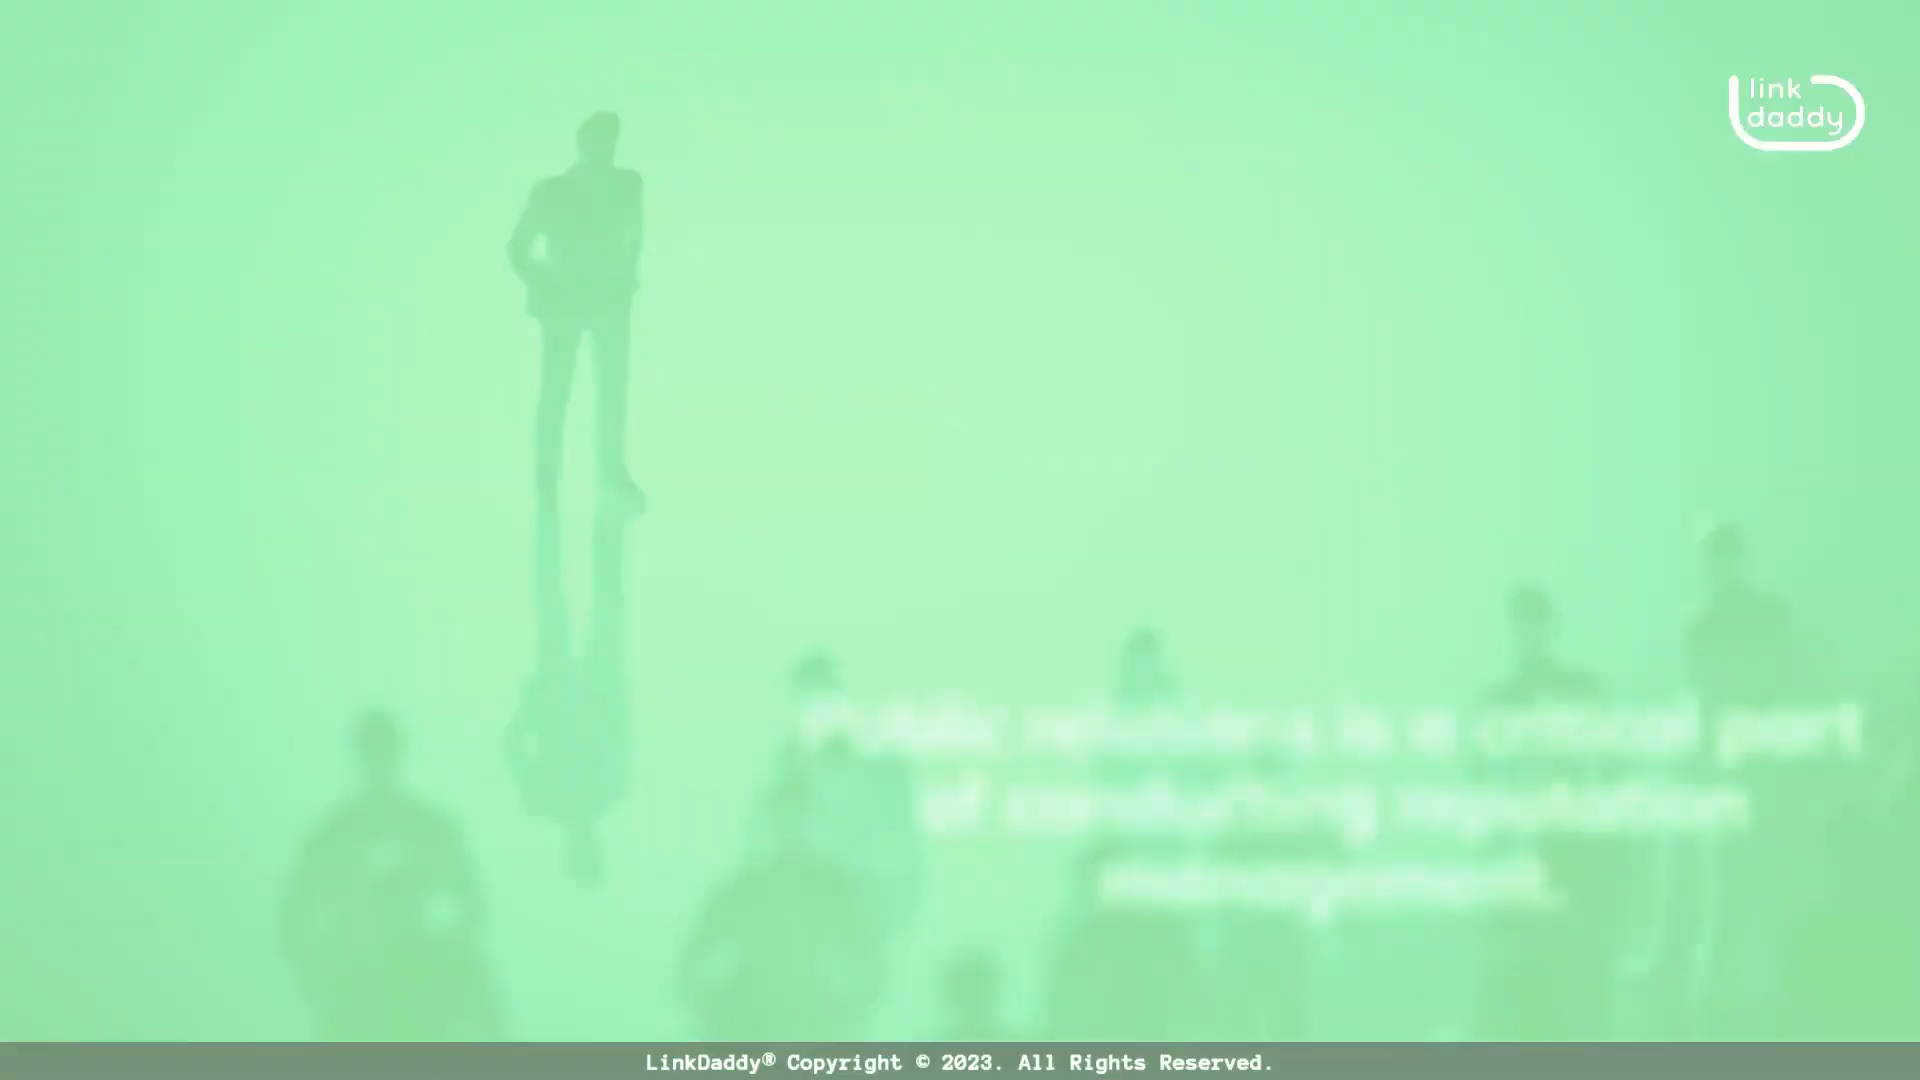 link
daddy
Public relations is a critical part
of conducting reputation
management.
LinkDaddy® Copyright © 2023. All Rights Reserved.